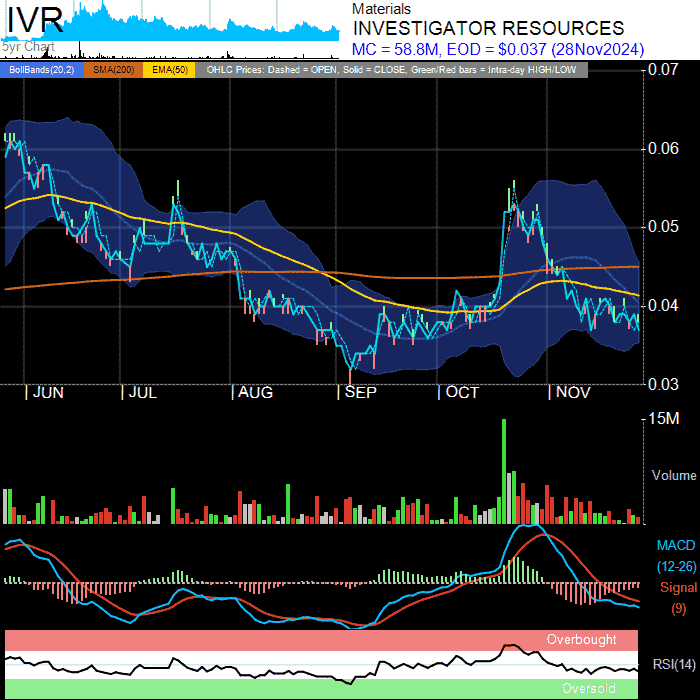 IVR
5yr Chart
Materials
INVESTIGATOR RESOURCES
MC = 58.8M, EOD = $0.037 (28Nov2024)
BollBands(20,2) SMA(200) EMA(50) OHLC Prices: Dashed = OPEN, Solid = CLOSE, Green/Red bars = Intra-day HIGH/LOW
0.07
0.06
0.05
0.04
0.03
JUN JUL AUG SEP OCT NOV
15M
Volume
MACD
(12-26)
Signal
(9)
Overbought
RSI(14)
Oversold